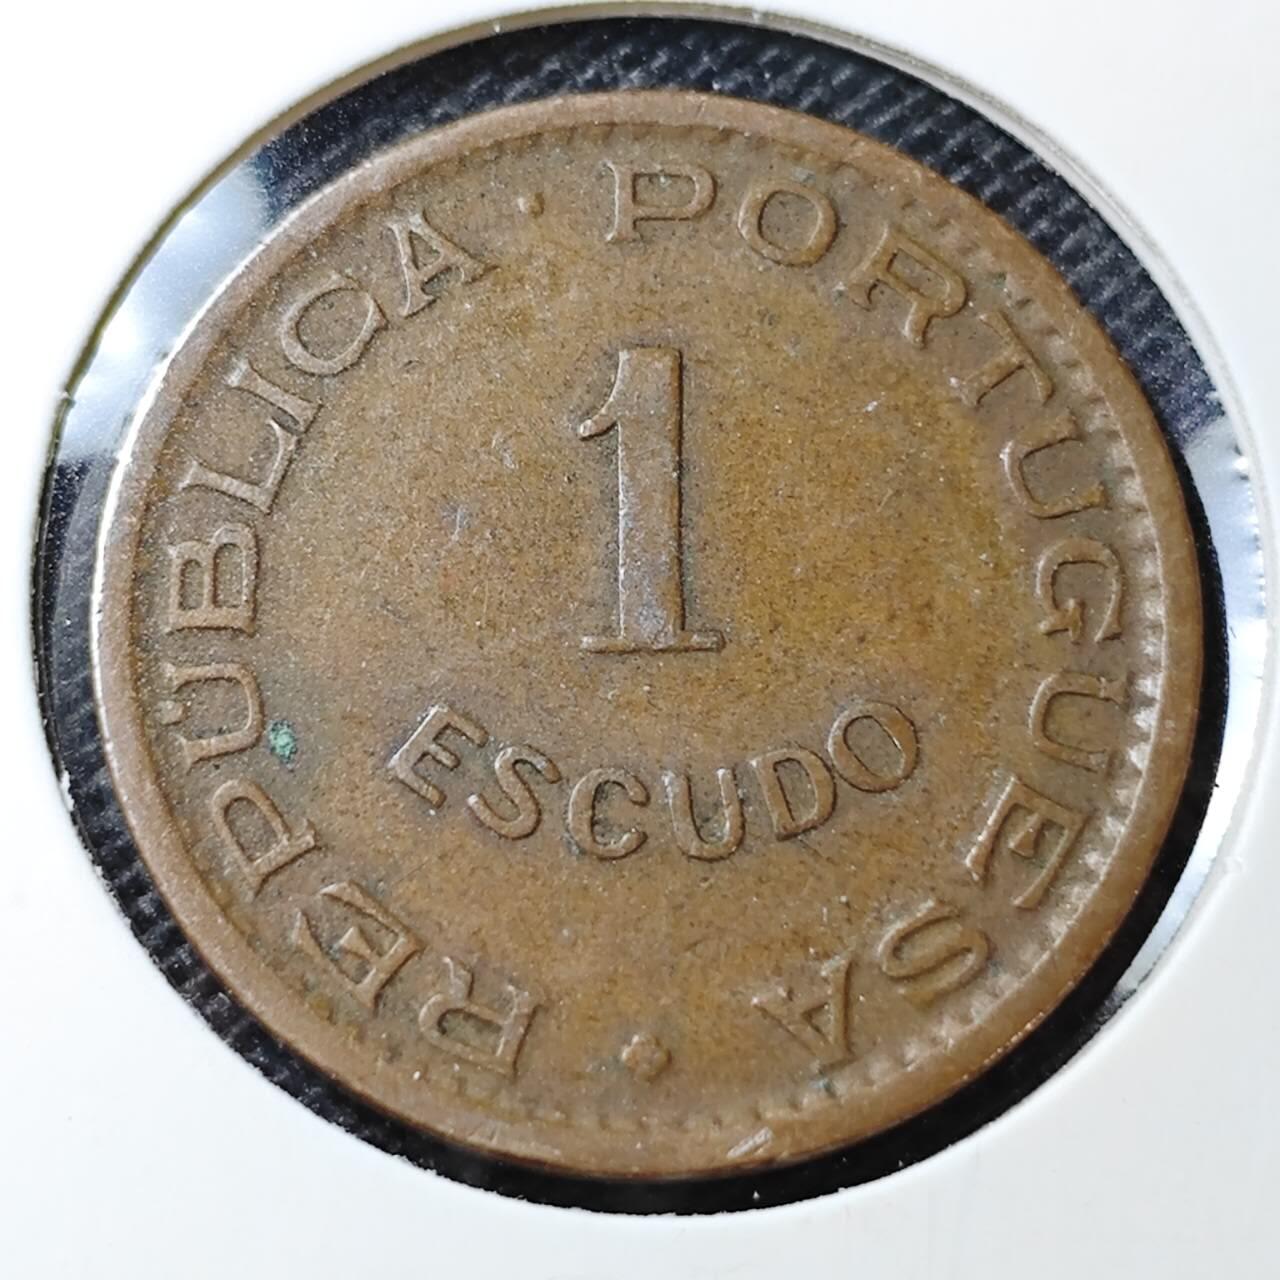 REPÚBLICA · PORTUGUESA
1
ESCUDO